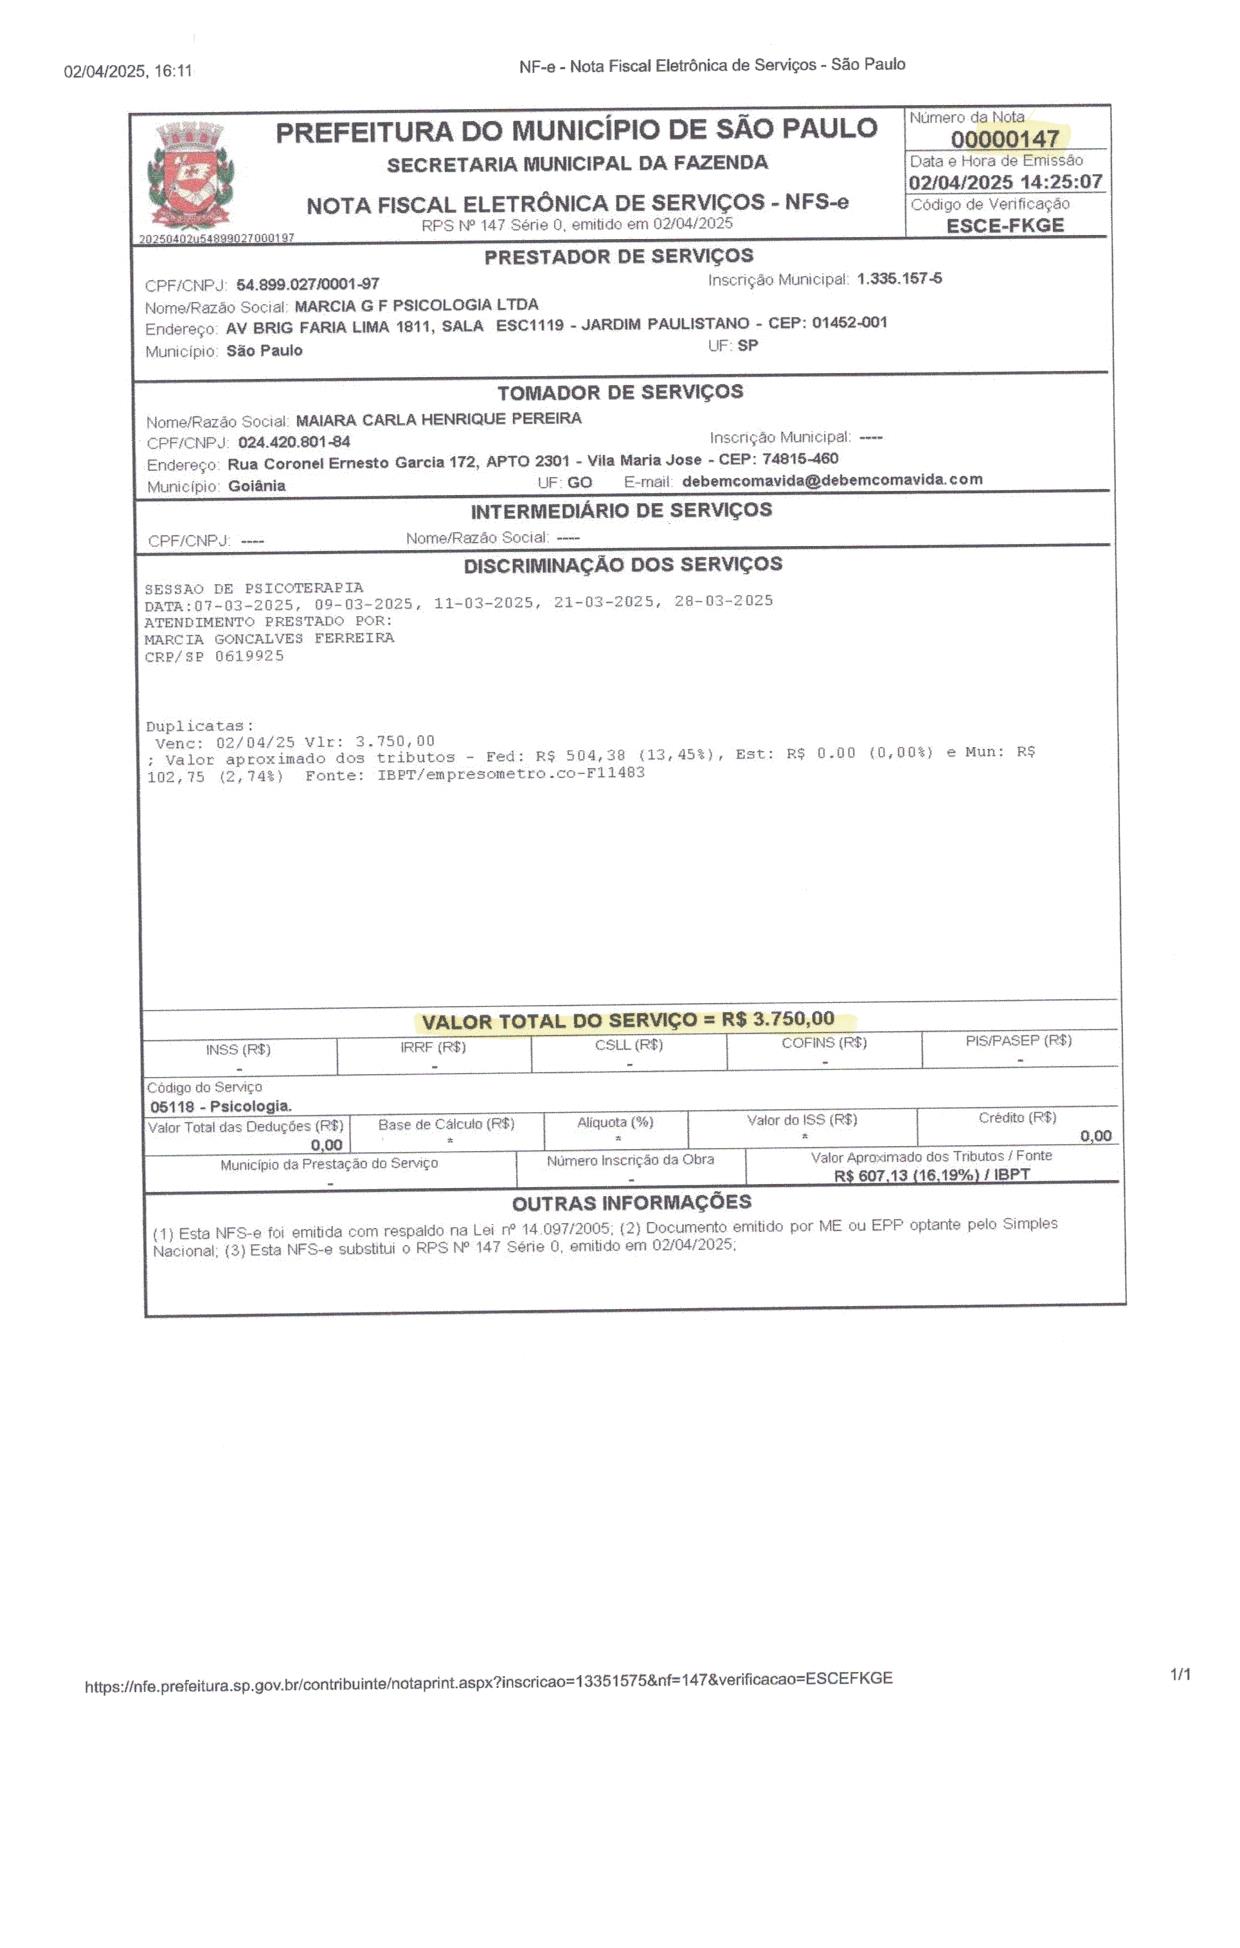 02/04/2025, 16:11 NF-e - Nota Fiscal Eletrônica de Serviços - São Paulo
PREFEITURA DO MUNICÍPIO DE SÃO PAULO
SECRETARIA MUNICIPAL DA FAZENDA
NOTA FISCAL ELETRÔNICA DE SERVIÇOS - NFS-e
RPS Nº 147 Série 0, emitido em 02/04/2025
20250402u54899027000197
Número da Nota
00000147
Data e Hora de Emissão
02/04/2025 14:25:07
Código de Verificação
ESCE-FKGE
PRESTADOR DE SERVIÇOS
CPF/CNPJ: 54.899.027/0001-97 Inscrição Municipal: 1.335.157-5
Nome/Razão Social: MARCIA G F PSICOLOGIA LTDA
Endereço: AV BRIG FARIA LIMA 1811, SALA ESC1119 - JARDIM PAULISTANO - CEP: 01452-001
Município: São Paulo UF: SP
TOMADOR DE SERVIÇOS
Nome/Razão Social: MAIARA CARLA HENRIQUE PEREIRA
CPF/CNPJ: 024.420.801-84 Inscrição Municipal: ----
Endereço: Rua Coronel Ernesto Garcia 172, APTO 2301 - Vila Maria Jose - CEP: 74815-460
Município: Goiânia UF: GO E-mail: debemcomavida@debemcomavida.com
INTERMEDIÁRIO DE SERVIÇOS
CPF/CNPJ: ---- Nome/Razão Social: ----
DISCRIMINAÇÃO DOS SERVIÇOS
SESSAO DE PSICOTERAPIA
DATA:07-03-2025, 09-03-2025, 11-03-2025, 21-03-2025, 28-03-2025
ATENDIMENTO PRESTADO POR:
MARCIA GONCALVES FERREIRA
CRP/SP 0619925
Duplicatas:
Venc: 02/04/25 Vlr: 3.750,00
; Valor aproximado dos tributos - Fed: R$ 504,38 (13,45%), Est: R$ 0.00 (0,00%) e Mun: R$
102,75 (2,74%) Fonte: IBPT/empresometro.co-F11483
VALOR TOTAL DO SERVIÇO = R$ 3.750,00
INSS (R$) IRRF (R$) CSLL (R$) COFINS (R$) PIS/PASEP (R$)
- - - - -
Código do Serviço
05118 - Psicologia.
Valor Total das Deduções (R$) Base de Cálculo (R$) Alíquota (%) Valor do ISS (R$) Crédito (R$)
0,00 * * * 0,00
Município da Prestação do Serviço Número Inscrição da Obra Valor Aproximado dos Tributos / Fonte
- - R$ 607,13 (16,19%) / IBPT
OUTRAS INFORMAÇÕES
(1) Esta NFS-e foi emitida com respaldo na Lei nº 14.097/2005; (2) Documento emitido por ME ou EPP optante pelo Simples
Nacional; (3) Esta NFS-e substitui o RPS Nº 147 Série 0, emitido em 02/04/2025;
https://nfe.prefeitura.sp.gov.br/contribuinte/notaprint.aspx?inscricao=13351575&nf=147&verificacao=ESCEFKGE 1/1